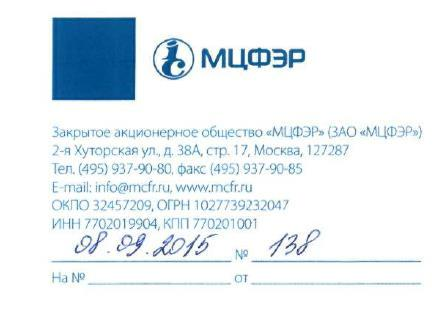 МЦФЭР
Закрытое акционерное общество «МЦФЭР» (ЗАО «МЦФЭР»)
2-я Хуторская ул., д. 38А, стр. 17, Москва, 127287
Тел. (495) 937-90-80, факс (495) 937-90-85
E-mail: info@mcfr.ru, www.mcfr.ru
ОКПО 32457209, ОГРН 1027739232047
ИНН 7702019904, КПП 770201001
08.09.2015 № 138
На № от